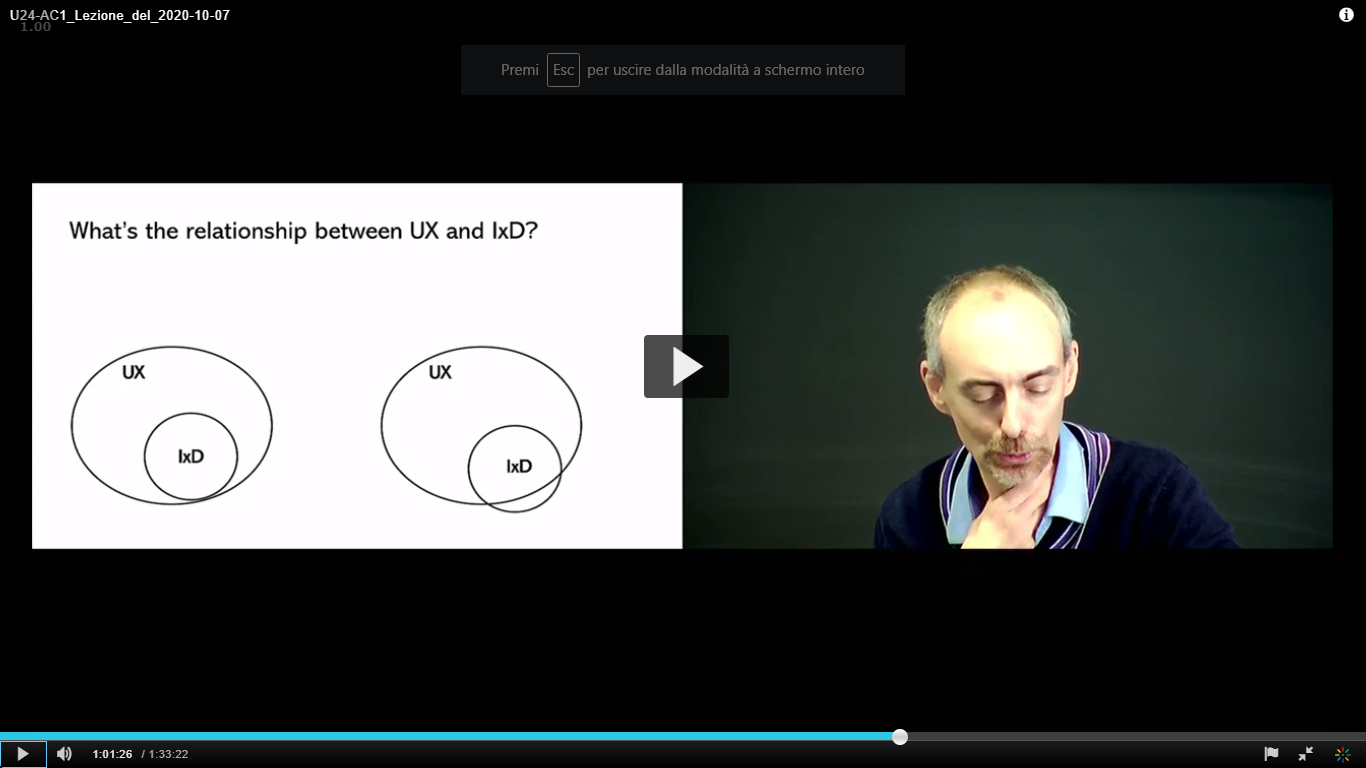 U24-AC1_Lezione_del_2020-10-07
1.00
Premi Esc per uscire dalla modalità a schermo intero
What's the relationship between UX and IxD?
UX
IxD
UX
IxD
1:01:26 / 1:33:22